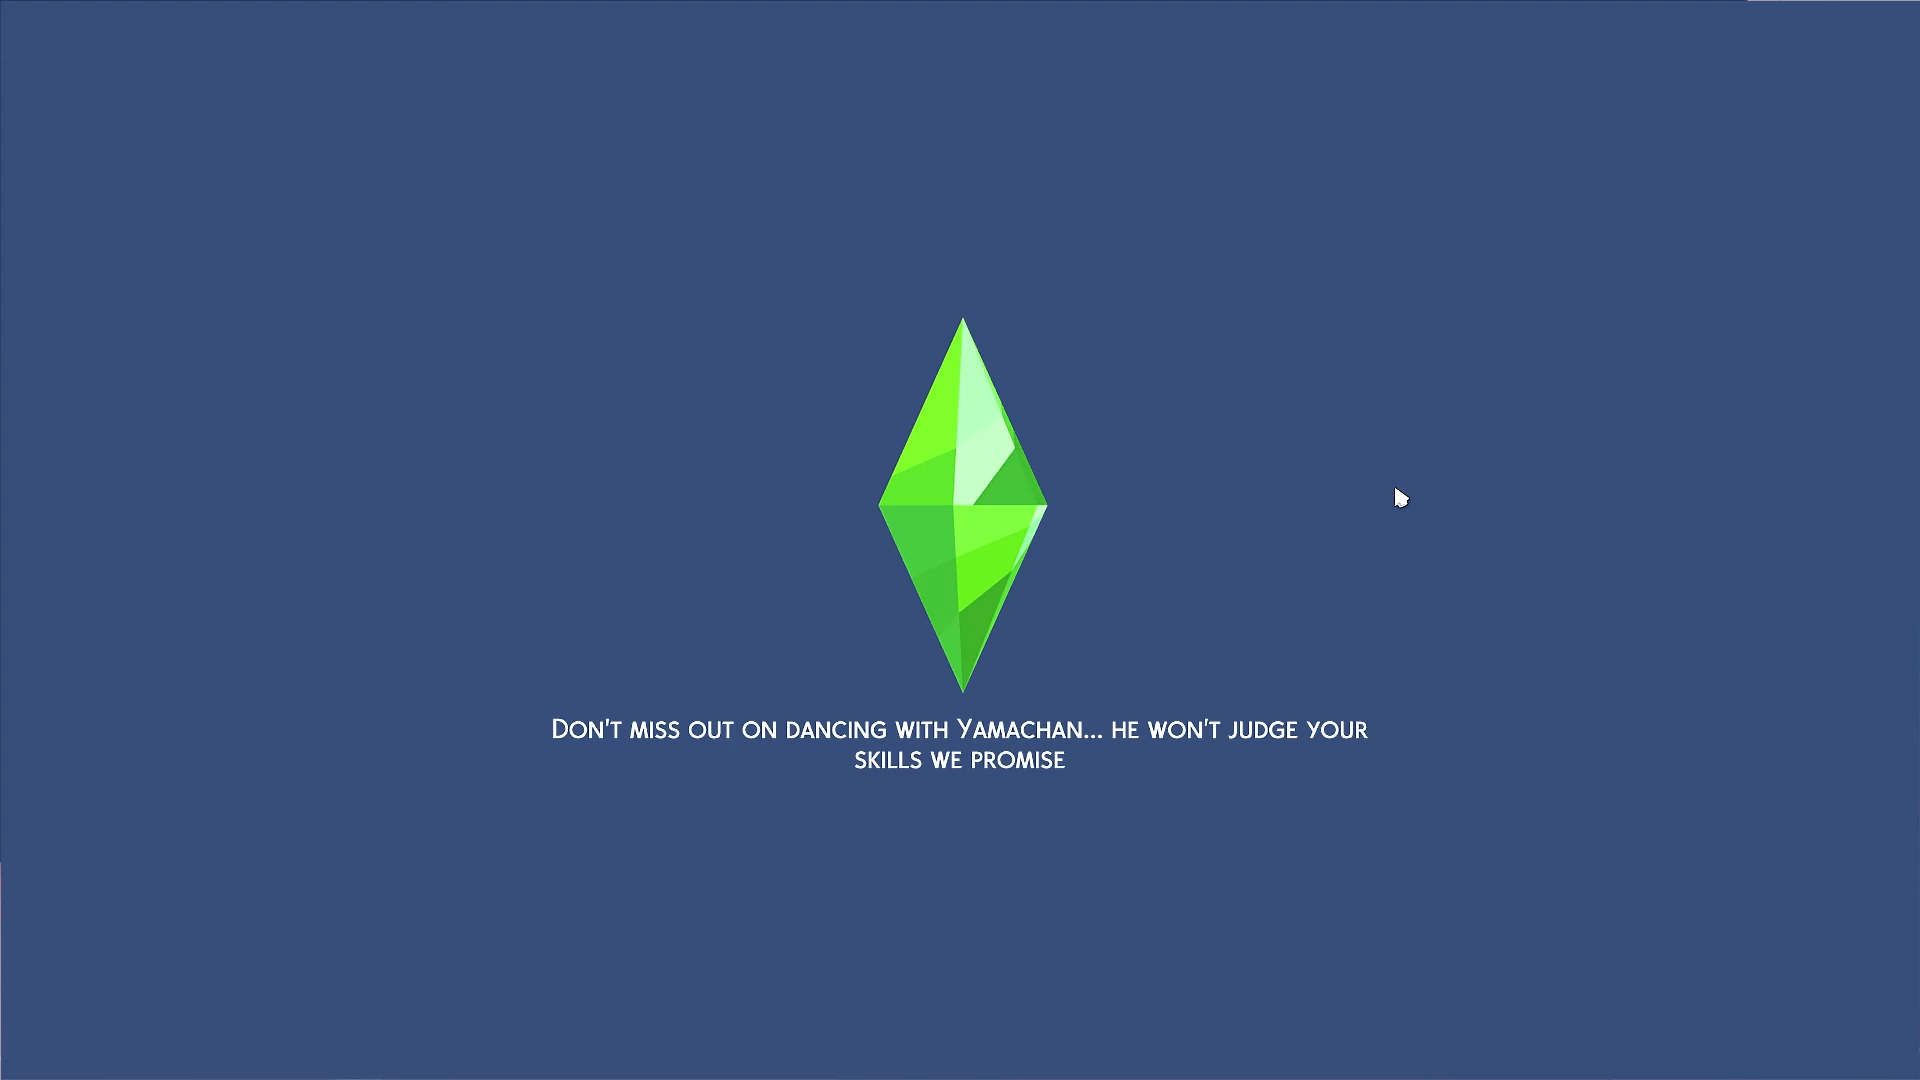 Don't miss out on dancing with Yamachan... he won't judge your
skills we promise